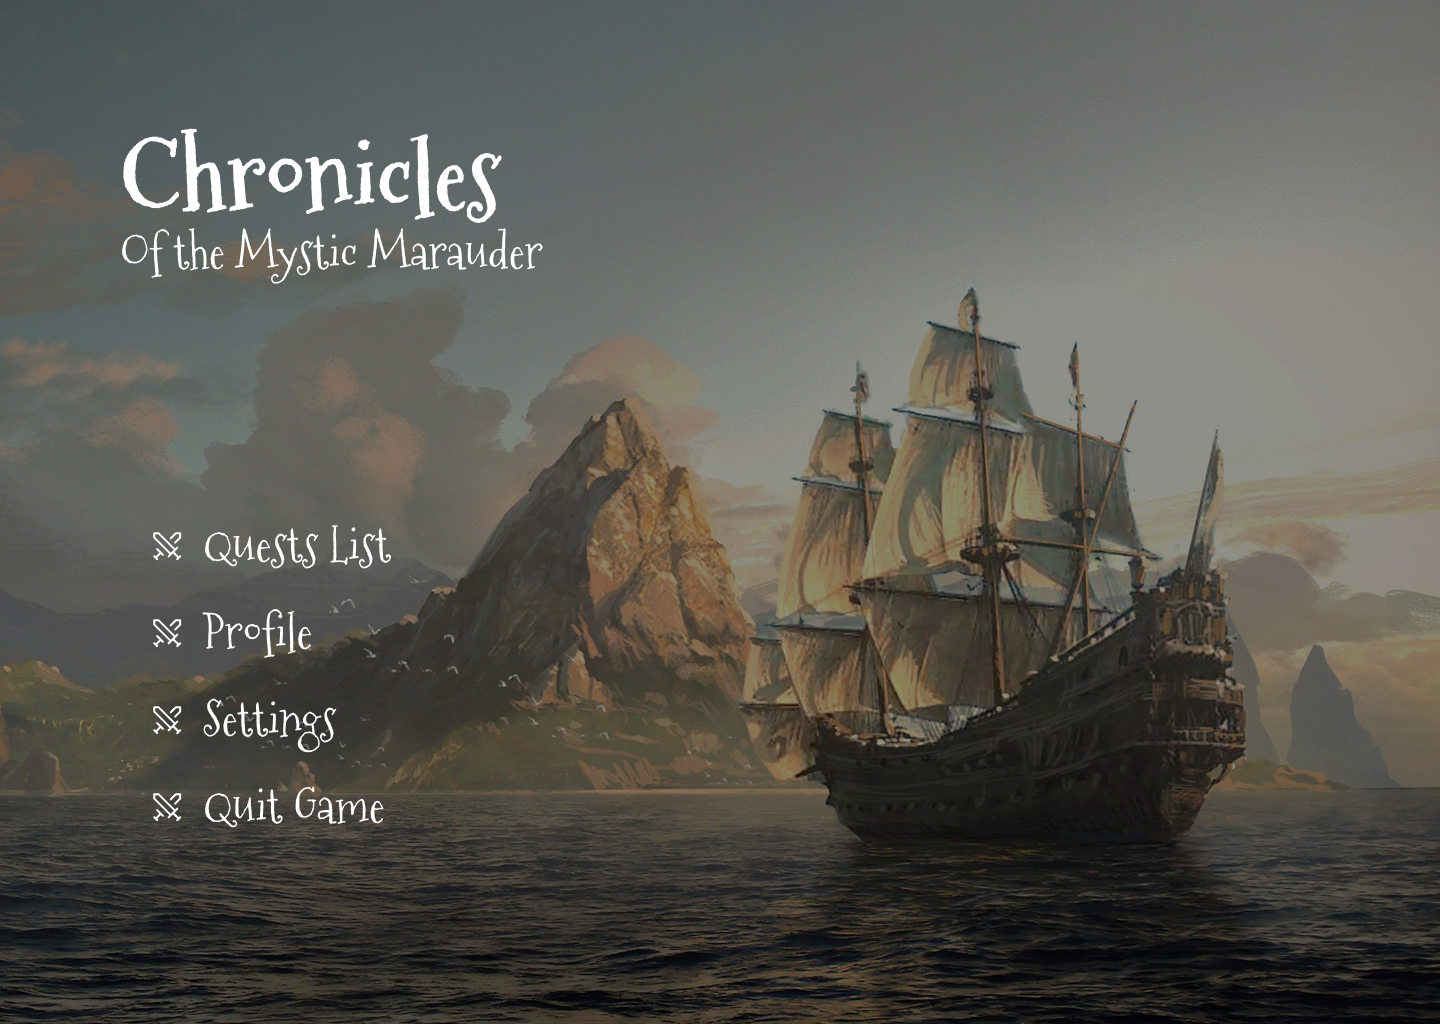 Chronicles
Of the Mystic Marauder
Quests List
Profile
Settings
Quit Game